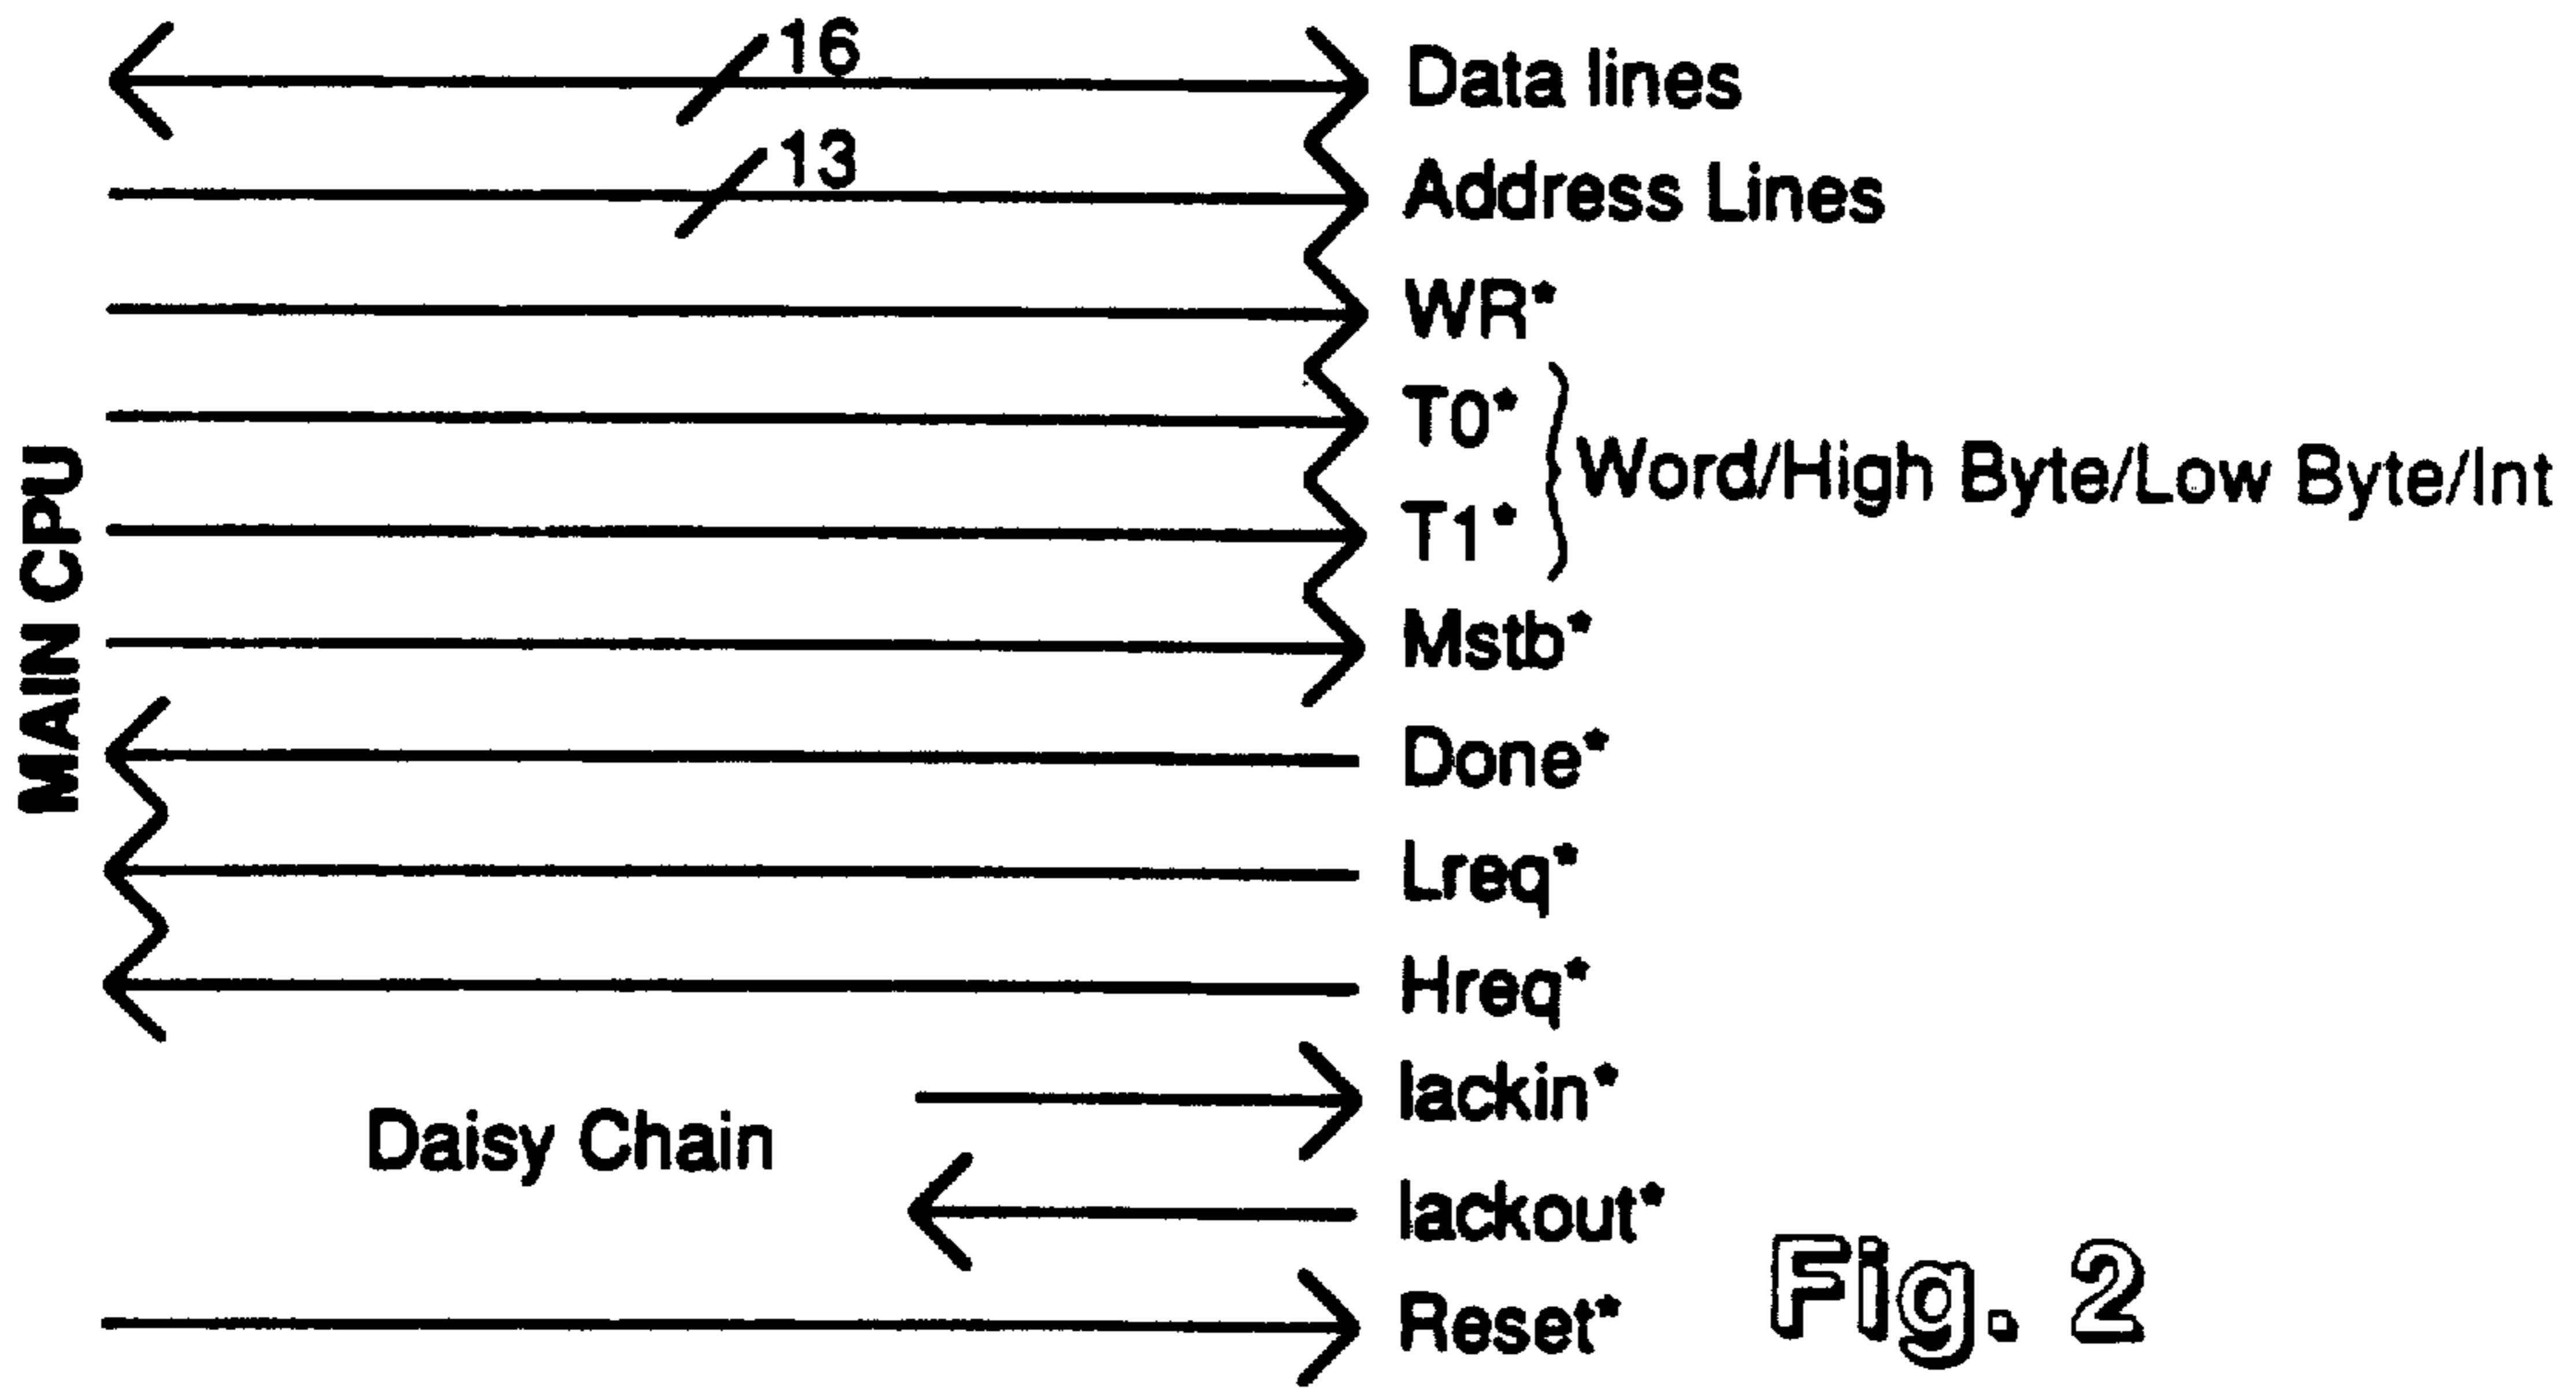 16
Data lines
13
Address Lines
WR*
T0*
Word/High Byte/Low Byte/Int
T1*
MAIN CPU
Mstb*
Done*
Lreq*
Hreq*
Iackin*
Daisy Chain
Iackout*
Reset*
Fig. 2